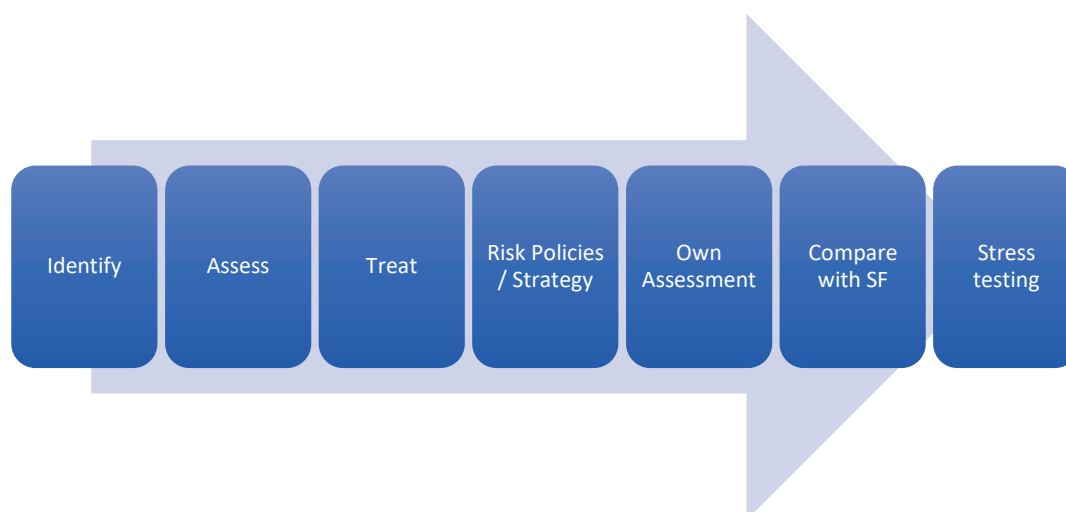 Identify
Assess
Treat
Risk Policies
/ Strategy
Own
Assessment
Compare
with SF
Stress
testing